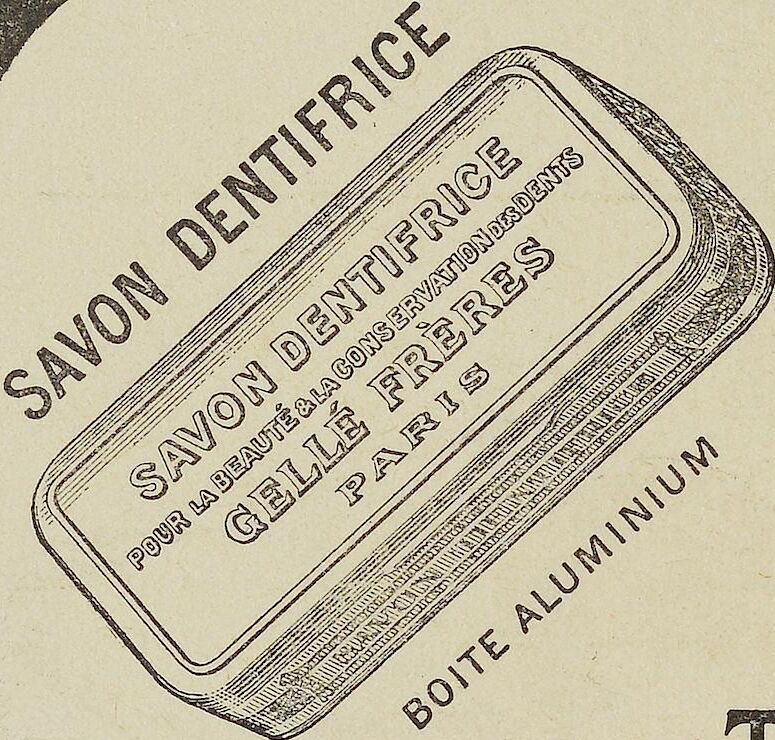 SAVON DENTIFRICE
SAVON DENTIFRICE
POUR LA BEAUTÉ & LA CONSERVATION DES DENTS
GELLÉ FRÈRES
PARIS
BOITE ALUMINIUM
T